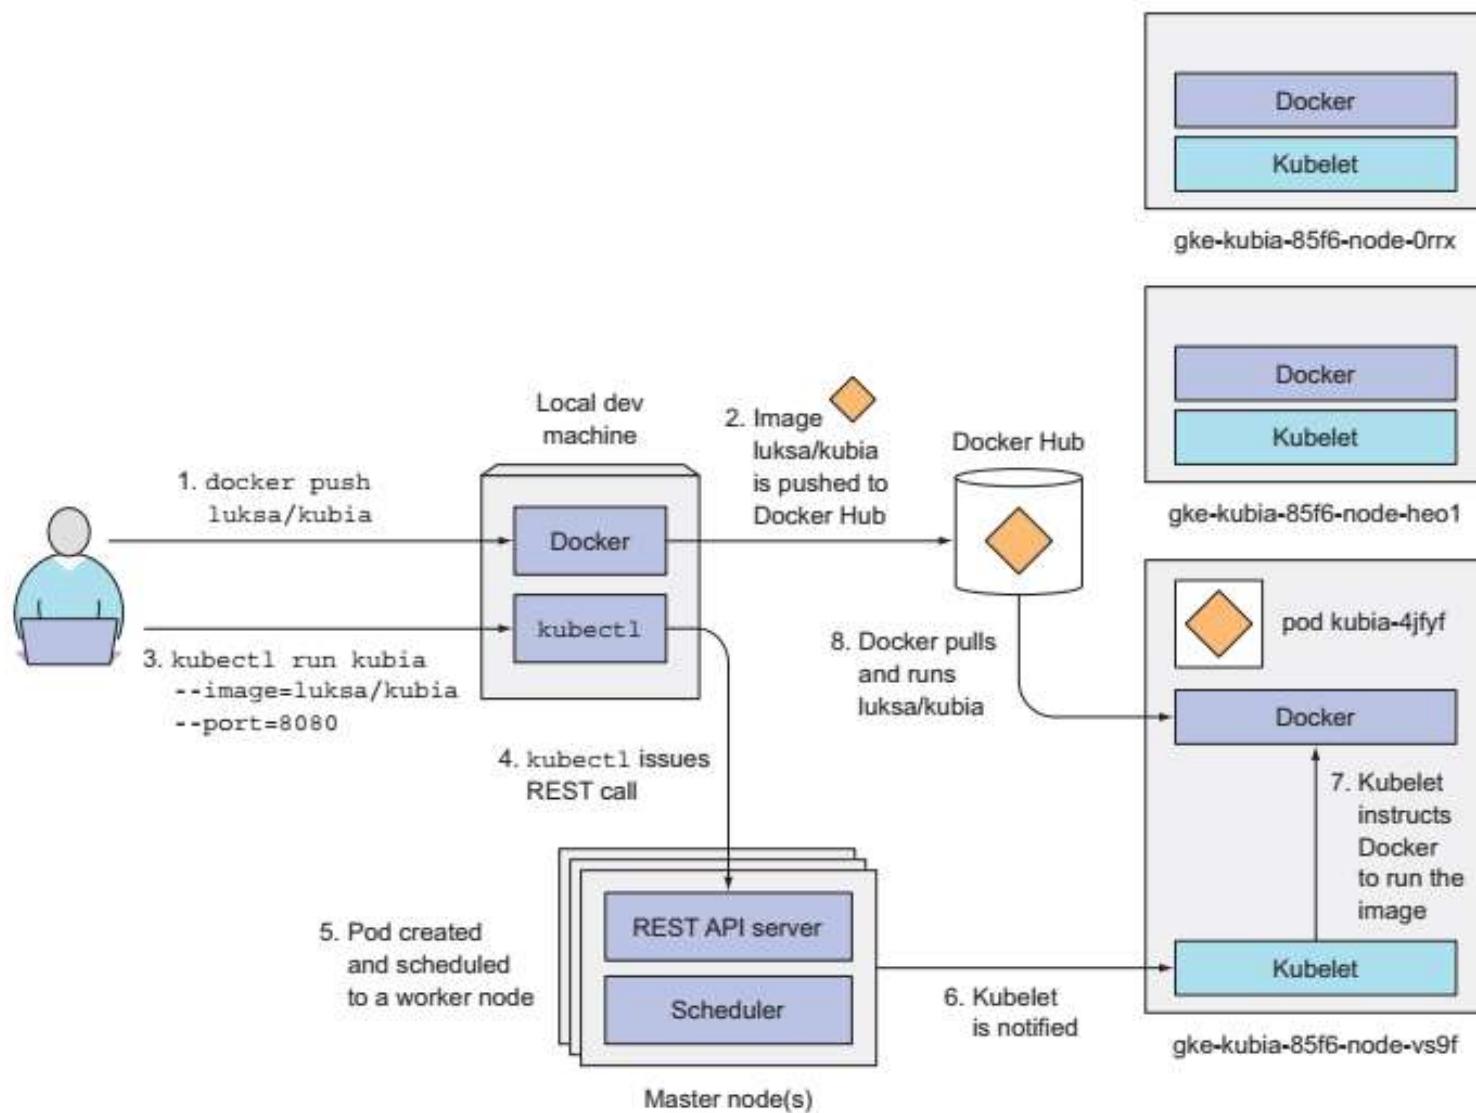 Docker
Kubelet
gke-kubia-85f6-node-0rrx
Docker
Kubelet
gke-kubia-85f6-node-heo1
Local dev
machine
1. docker push
luksa/kubia
Docker
kubectl
2. Image
luksa/kubia
is pushed to
Docker Hub
Docker Hub
3. kubectl run kubia
--image=luksa/kubia
--port=8080
4. kubectl issues
REST call
5. Pod created
and scheduled
to a worker node
REST API server
Scheduler
Master node(s)
6. Kubelet
is notified
8. Docker pulls
and runs
luksa/kubia
pod kubia-4jfyf
Docker
7. Kubelet
instructs
Docker
to run the
image
Kubelet
gke-kubia-85f6-node-vs9f